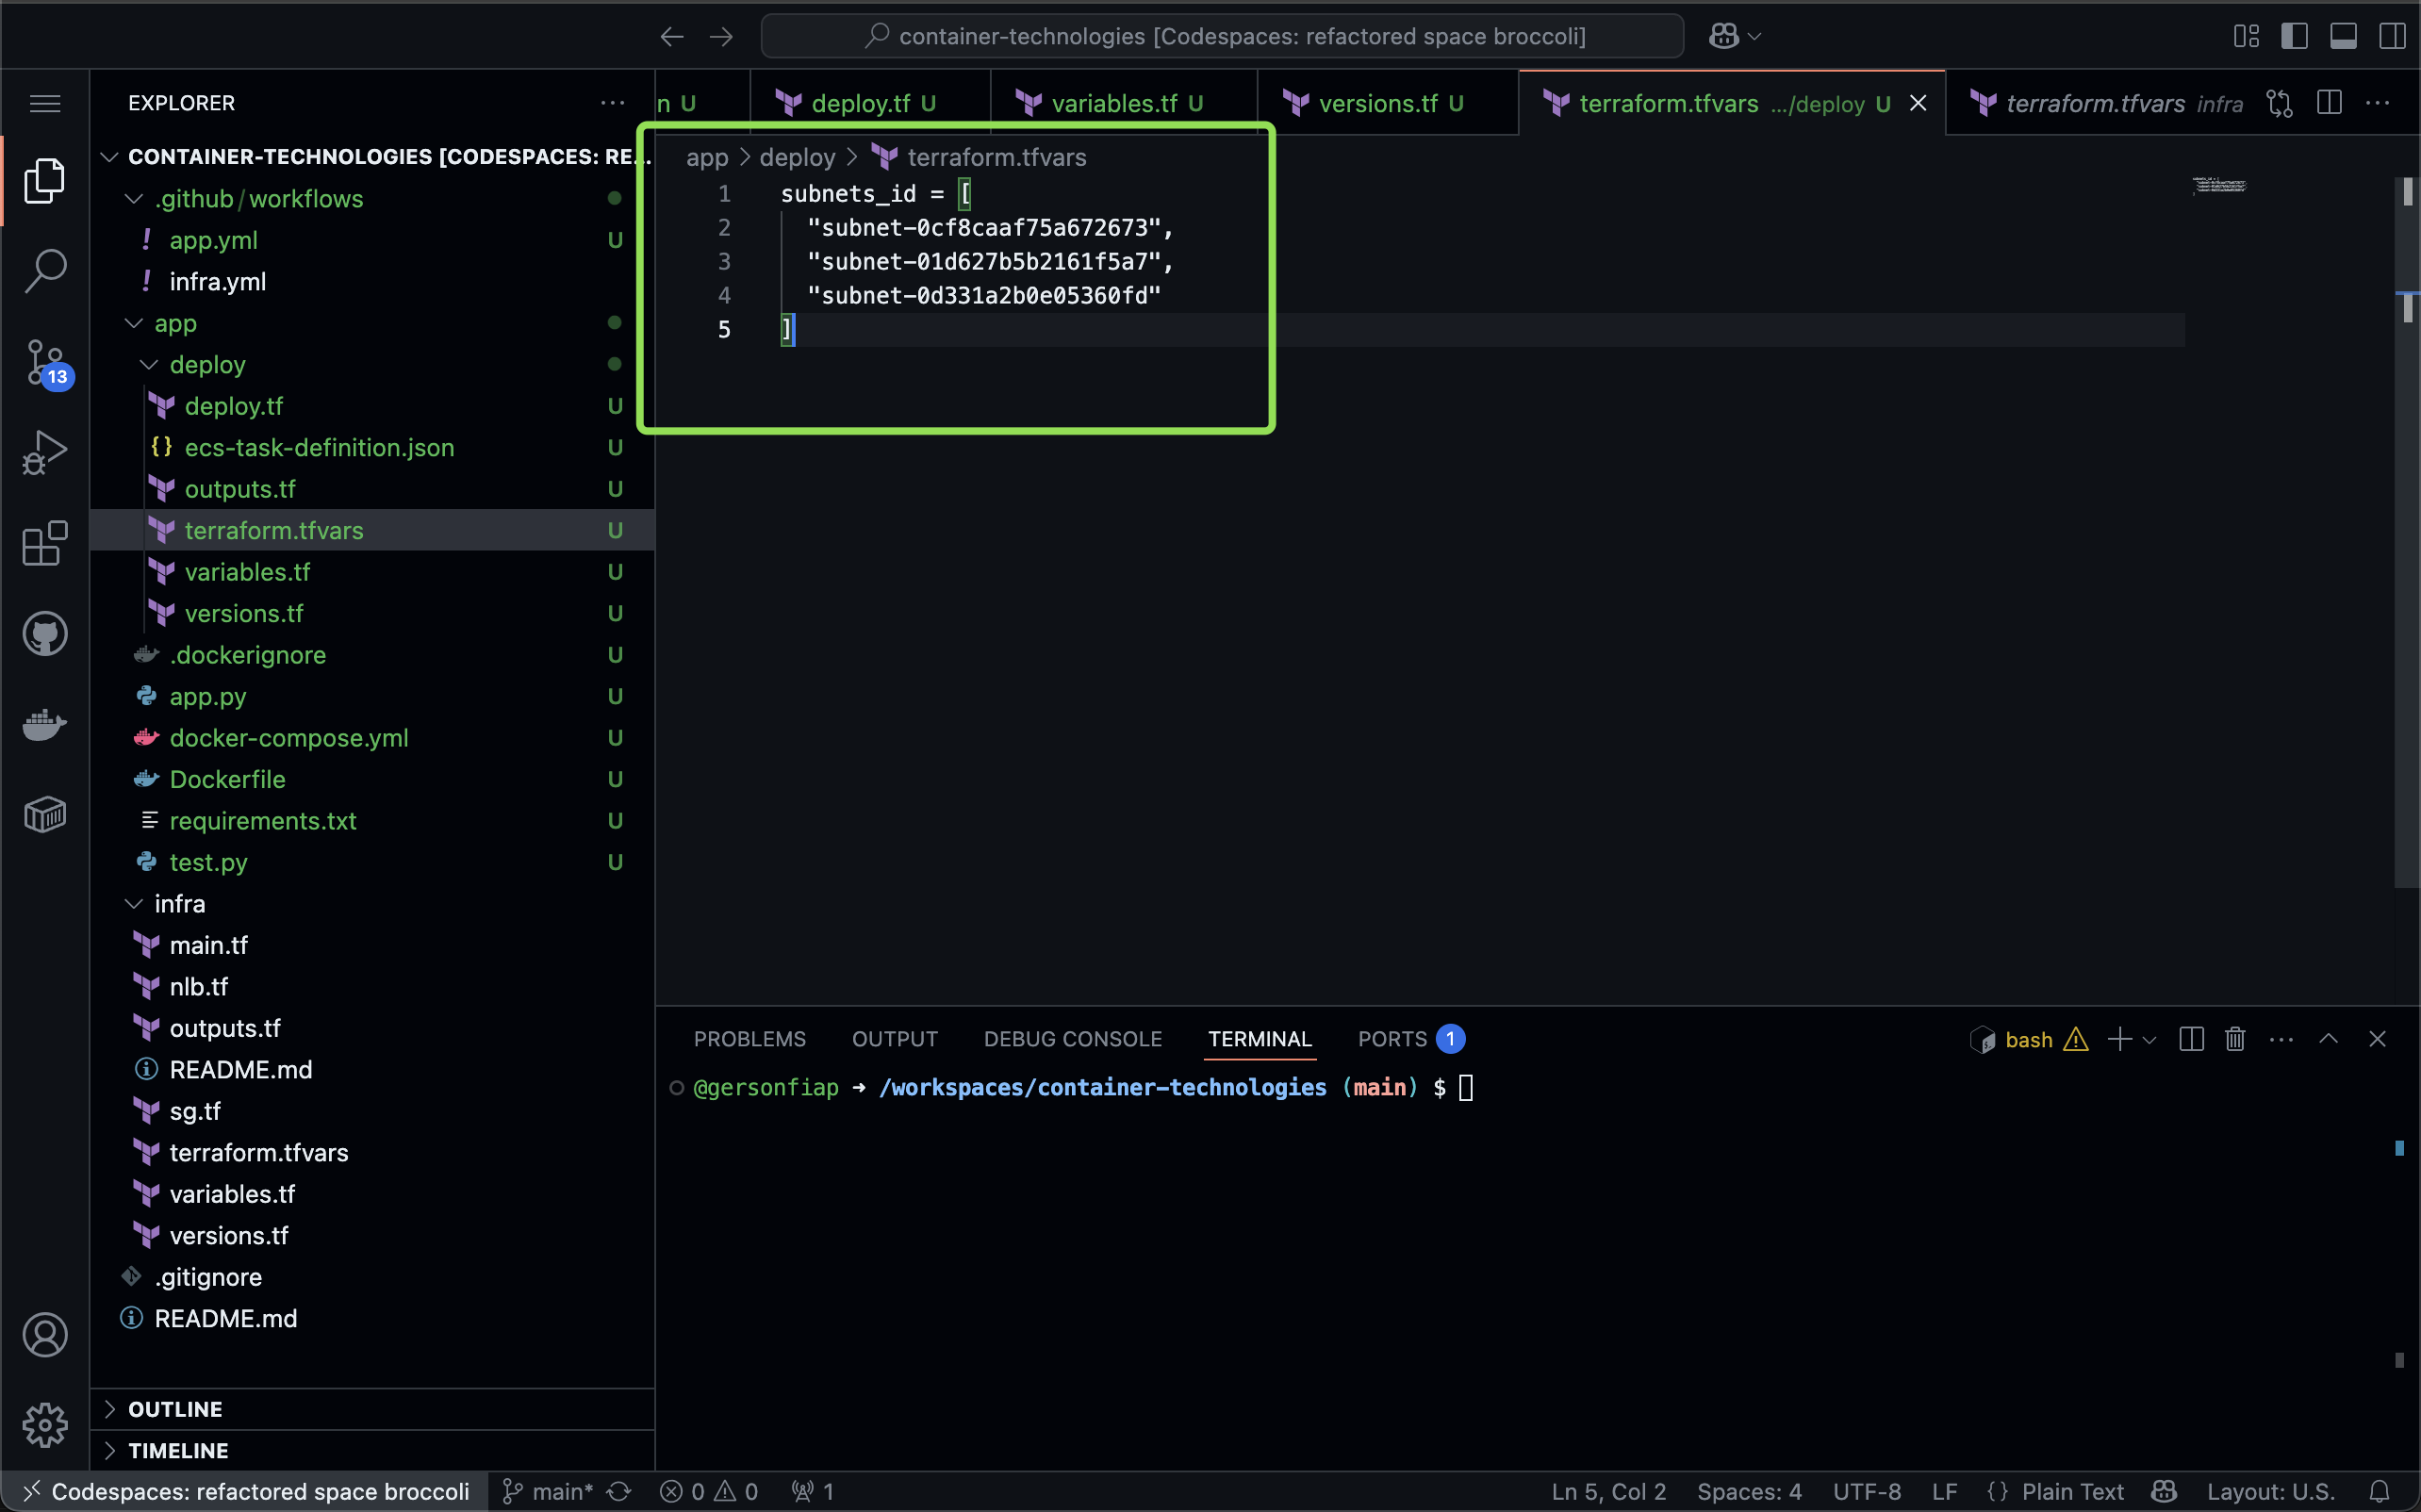 container-technologies [Codespaces: refactored space broccoli]
EXPLORER
n U
deploy.tf U
variables.tf U
versions.tf U
terraform.tfvars .../deploy U
terraform.tfvars infra
CONTAINER-TECHNOLOGIES [CODESPACES: RE...
.github/workflows
! app.yml U
! infra.yml
app
deploy
deploy.tf U
{} ecs-task-definition.json U
outputs.tf U
terraform.tfvars U
variables.tf U
versions.tf U
.dockerignore U
app.py U
docker-compose.yml U
Dockerfile U
requirements.txt U
test.py U
infra
main.tf
nlb.tf
outputs.tf
README.md
sg.tf
terraform.tfvars
variables.tf
versions.tf
.gitignore
README.md
OUTLINE
TIMELINE
13
app > deploy > terraform.tfvars
1 subnets_id = [
2 "subnet-0cf8caaf75a672673",
3 "subnet-01d627b5b2161f5a7",
4 "subnet-0d331a2b0e05360fd"
5 ]
PROBLEMS OUTPUT DEBUG CONSOLE TERMINAL PORTS 1
bash
@gersonfiap → /workspaces/container-technologies (main) $
Codespaces: refactored space broccoli main* 0 0 1
Ln 5, Col 2 Spaces: 4 UTF-8 LF {} Plain Text Layout: U.S.